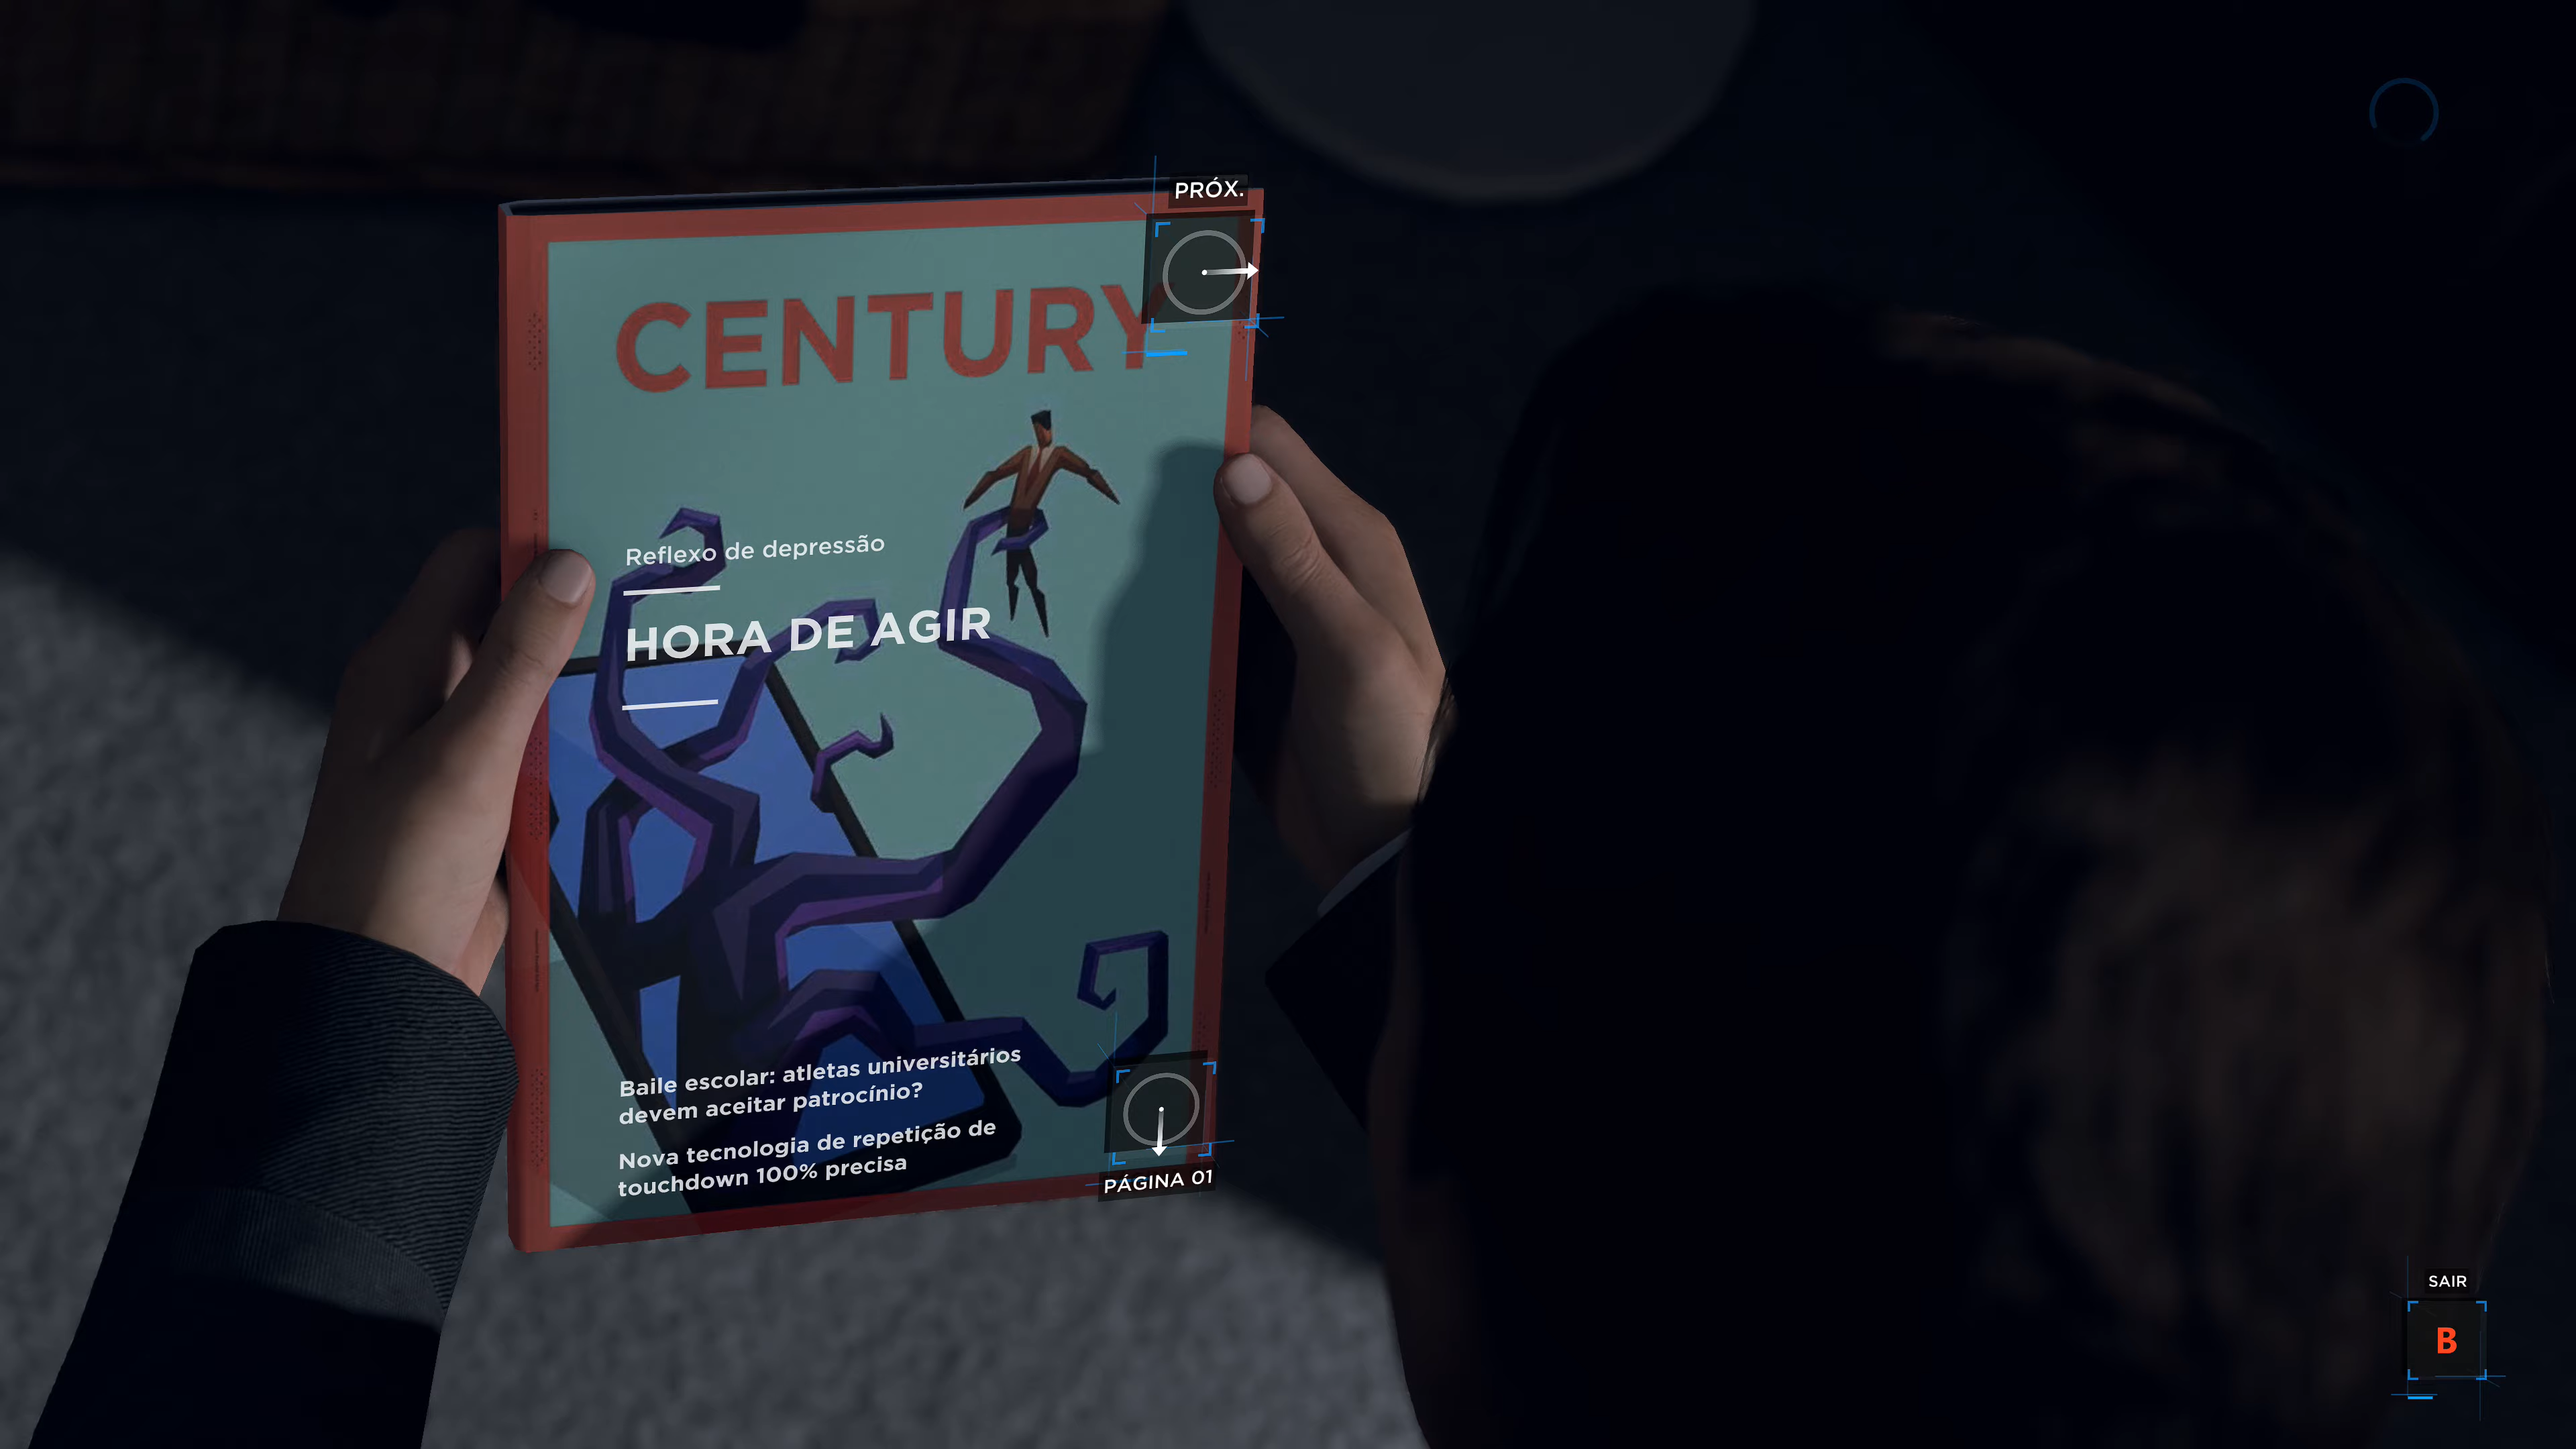 PRÓX.
CENTURY
Reflexo de depressão
HORA DE AGIR
Baile escolar: atletas universitários
devem aceitar patrocínio?
Nova tecnologia de repetição de
touchdown 100% precisa
PÁGINA 01
SAIR
B